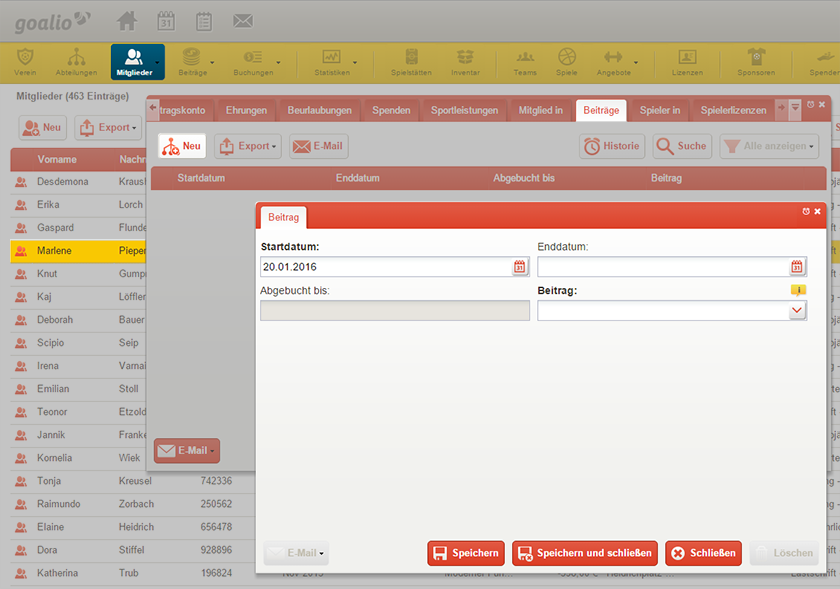 goalio
31
Verein Abteilungen Mitglieder Beiträge Buchungen Statistiken Spielstätten Inventar Teams Spiele Angebote Lizenzen Sponsoren Spenden
Mitglieder (463 Einträge)
Neu Export
tragskonto Ehrungen Beurlaubungen Spenden Sportleistungen Mitglied in Beiträge Spieler in Spielerlizenzen
Neu Export E-Mail Historie Suche Alle anzeigen
Vorname Nachn
Startdatum Enddatum Abgebucht bis Beitrag
Desdemona Kraus
Erika Lorch
Gaspard Flunde
Marlene Pieper
Knut Gump
Kaj Löffler
Deborah Bauer
Scipio Seip
Irena Varnal
Emilian Stoll
Teonor Etzold
Jannik Franke
Kornelia Wiek
Tonja Kreusel 742336
Raimundo Zorbach 250562
Elaine Heidrich 656478
Dora Stiffel 928896
Katherina Trub 196824
E-Mail
Beitrag
Startdatum: Enddatum:
20.01.2016
Abgebucht bis: Beitrag:
E-Mail Speichern Speichern und schließen Schließen Löschen